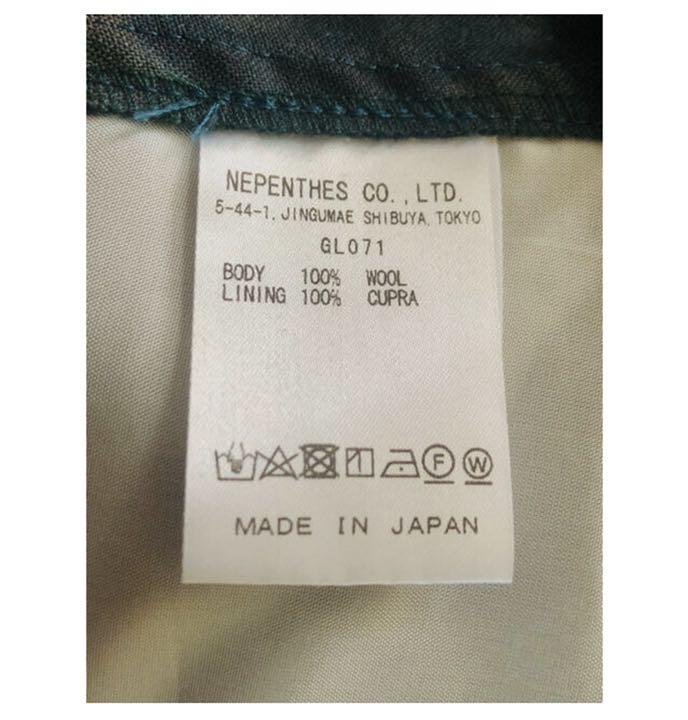 NEPENTHES CO., LTD.
5-44-1, JINGUMAE SHIBUYA, TOKYO
GL071
BODY 100% WOOL
LINING 100% CUPRA
F W
MADE IN JAPAN